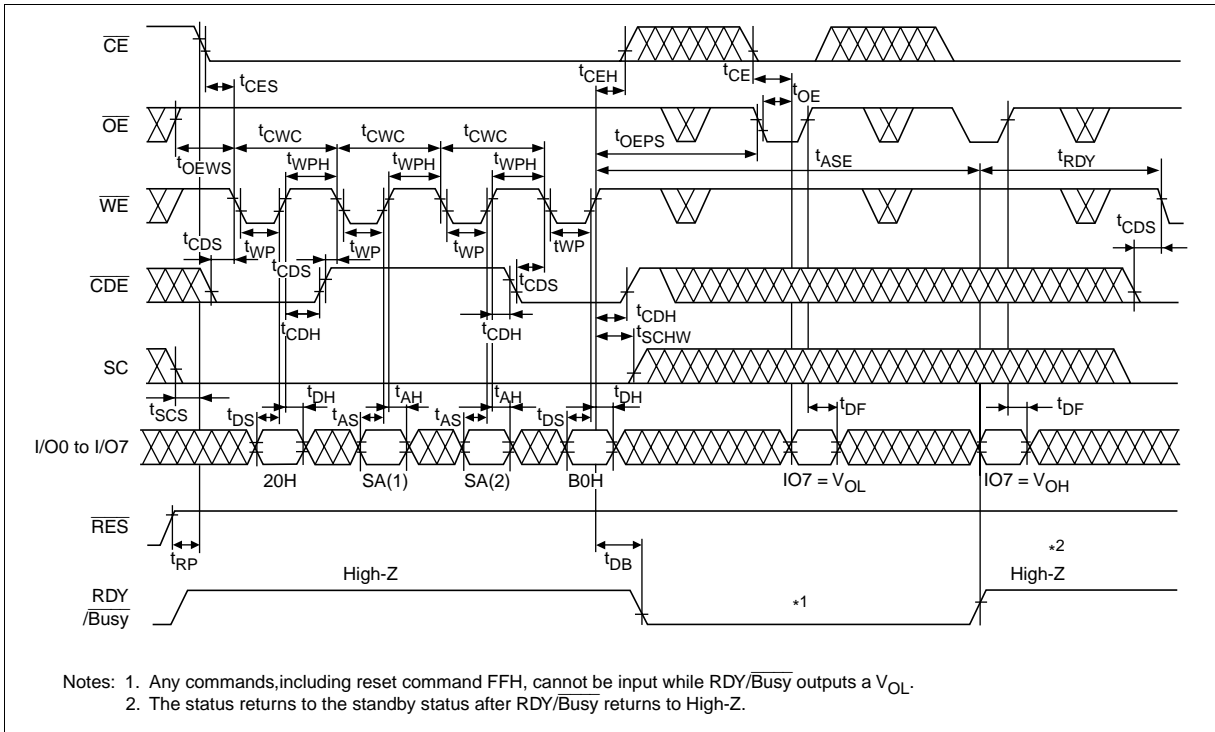 CE
tCES
tCEH
tCE
tOE
OE
tCWC tCWC tCWC
tOEWS
tWPH tWPH tWPH
tOEPS
tASE
tRDY
WE
tCDS
tWP tWP tWP tWP
tCDS
tCDS
tCDS
CDE
tCDH
tCDH
tCDH
tSCHW
SC
tSCS
tDS tDH tAS tAH tAS tAH tDS tDH tDF tDF
I/O0 to I/O7
20H SA(1) SA(2) B0H IO7 = VOL IO7 = VOH
RES
tRP
tDB
*2
High-Z High-Z
RDY
/Busy
*1
Notes: 1. Any commands,including reset command FFH, cannot be input while RDY/Busy outputs a VOL.
2. The status returns to the standby status after RDY/Busy returns to High-Z.